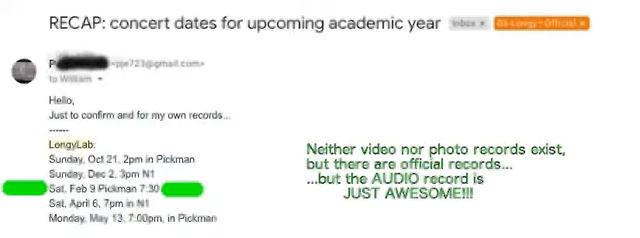 RECAP: concert dates for upcoming academic year
Inbox ×
<pje723@gmail.com>
to William
Hello,
Just to confirm and for my own records...
------
LongyLab:
Sunday, Oct 21, 2pm in Pickman
Sunday, Dec 2, 3pm N1
Sat, Feb 9 Pickman 7:30
Sat, April 6, 7pm in N1
Monday, May 13, 7:00pm, in Pickman
Neither video nor photo records exist,
but there are official records...
...but the AUDIO record is
JUST AWESOME!!!